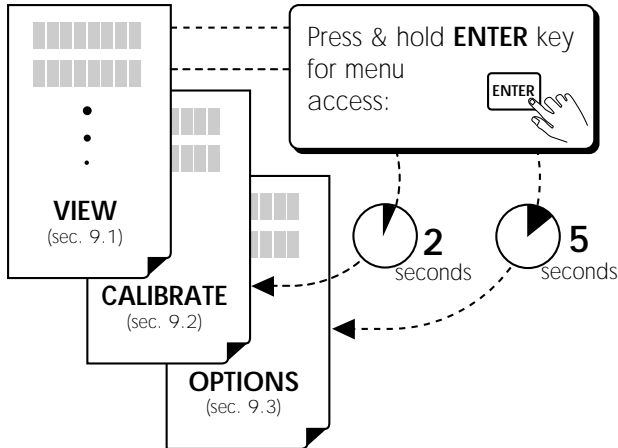 Press & hold ENTER key
for menu
access:
ENTER
VIEW
(sec. 9.1)
2
seconds
5
seconds
CALIBRATE
(sec. 9.2)
OPTIONS
(sec. 9.3)